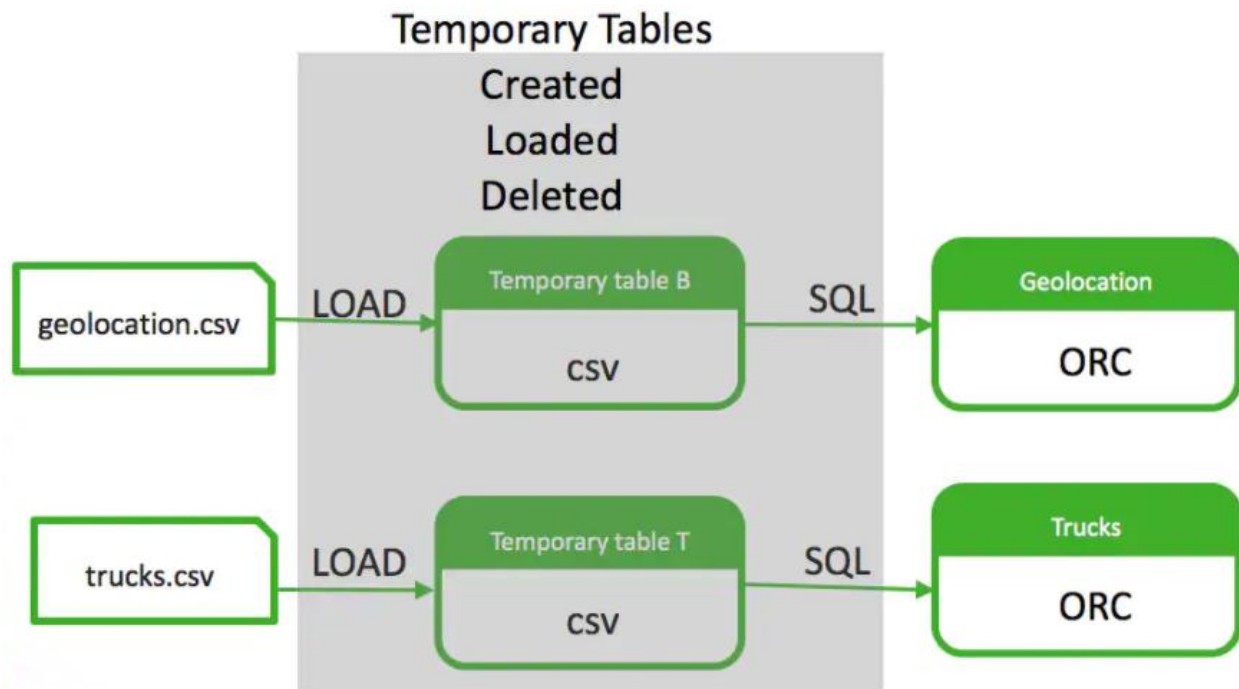 Temporary Tables
Created
Loaded
Deleted
geolocation.csv
LOAD
Temporary table B
csv
SQL
Geolocation
ORC
trucks.csv
LOAD
Temporary table T
csv
SQL
Trucks
ORC